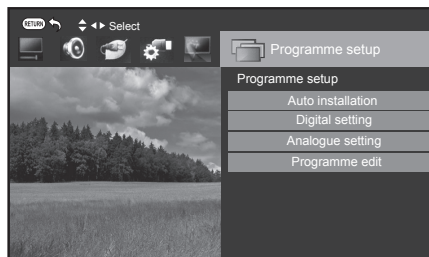 RETURN Select
Programme setup
Programme setup
Auto installation
Digital setting
Analogue setting
Programme edit